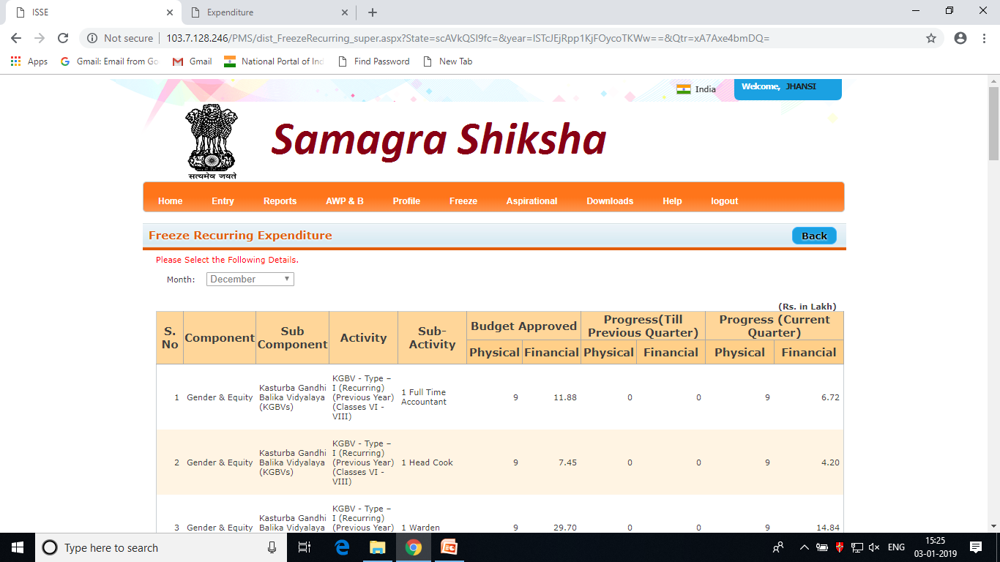 ISSE
Expenditure
Not secure | 103.7.128.246/PMS/dist_FreezeRecurring_super.aspx?State=scAVkQSI9fc=&year=ISTcJEjRpp1KjFOycoTKWw==&Qtr=xA7Axe4bmDQ=
Apps Gmail: Email from Go Gmail National Portal of Ind Find Password New Tab
India Welcome, JHANSI
Samagra Shiksha
सत्यमेव जयते
Home Entry Reports AWP & B Profile Freeze Aspirational Downloads Help logout
Freeze Recurring Expenditure Back
Please Select the Following Details.
Month: December
(Rs. in Lakh)
S. No Component Sub Component Activity Sub-Activity Budget Approved Progress(Till Previous Quarter) Progress (Current Quarter)
Physical Financial Physical Financial Physical Financial
1 Gender & Equity Kasturba Gandhi Balika Vidyalaya (KGBVs) KGBV - Type – I (Recurring) (Previous Year) (Classes VI - VIII) 1 Full Time Accountant 9 11.88 0 0 9 6.72
2 Gender & Equity Kasturba Gandhi Balika Vidyalaya (KGBVs) KGBV - Type – I (Recurring) (Previous Year) (Classes VI - VIII) 1 Head Cook 9 7.45 0 0 9 4.20
3 Gender & Equity Kasturba Gandhi Balika Vidyalaya KGBV - Type – I (Recurring) (Previous Year) 1 Warden 9 29.70 0 0 9 14.84
Type here to search
ENG
15:25
03-01-2019